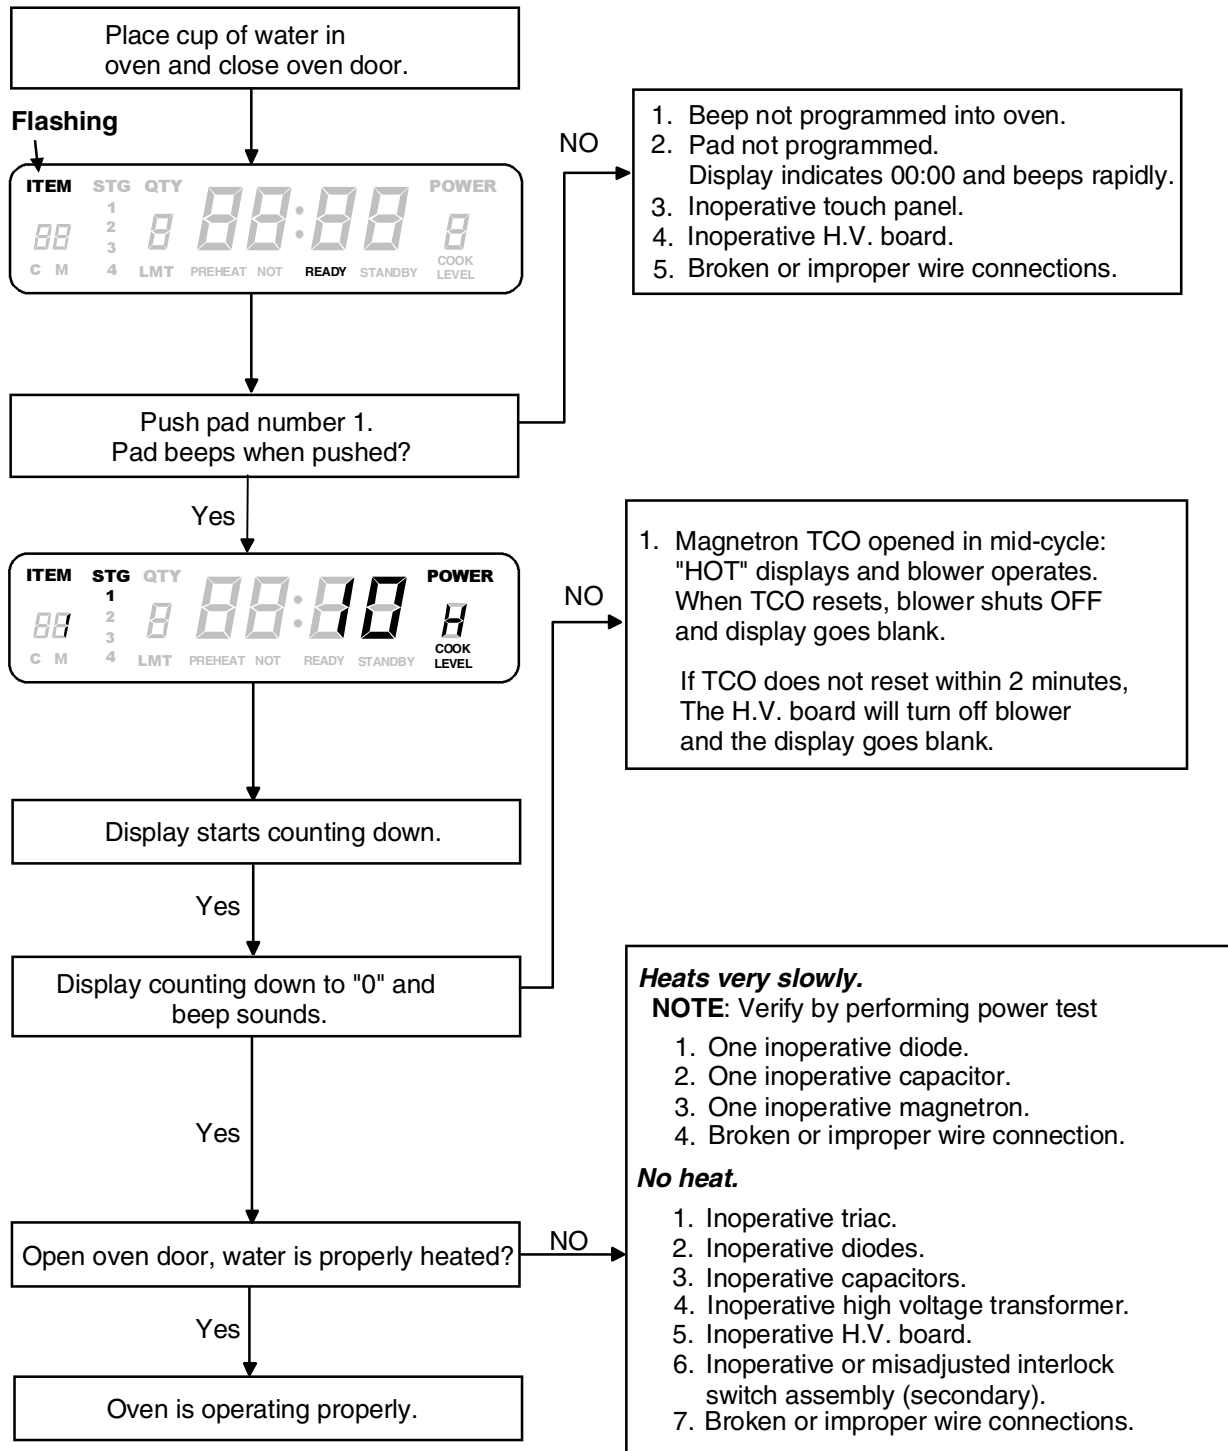 Place cup of water in
oven and close oven door.
Flashing
ITEM STG QTY 88:88 POWER
1
88 2 8 8
3
C M 4 LMT PREHEAT NOT READY STANDBY COOK LEVEL
NO
1. Beep not programmed into oven.
2. Pad not programmed.
Display indicates 00:00 and beeps rapidly.
3. Inoperative touch panel.
4. Inoperative H.V. board.
5. Broken or improper wire connections.
Push pad number 1.
Pad beeps when pushed?
Yes
ITEM STG QTY 88:10 POWER
1
81 2 8 H
3
C M 4 LMT PREHEAT NOT READY STANDBY COOK LEVEL
NO
1. Magnetron TCO opened in mid-cycle:
"HOT" displays and blower operates.
When TCO resets, blower shuts OFF
and display goes blank.
If TCO does not reset within 2 minutes,
The H.V. board will turn off blower
and the display goes blank.
Display starts counting down.
Yes
Display counting down to "0" and
beep sounds.
Yes
Open oven door, water is properly heated?
NO
Heats very slowly.
NOTE: Verify by performing power test
1. One inoperative diode.
2. One inoperative capacitor.
3. One inoperative magnetron.
4. Broken or improper wire connection.
No heat.
1. Inoperative triac.
2. Inoperative diodes.
3. Inoperative capacitors.
4. Inoperative high voltage transformer.
5. Inoperative H.V. board.
6. Inoperative or misadjusted interlock
switch assembly (secondary).
7. Broken or improper wire connections.
Yes
Oven is operating properly.